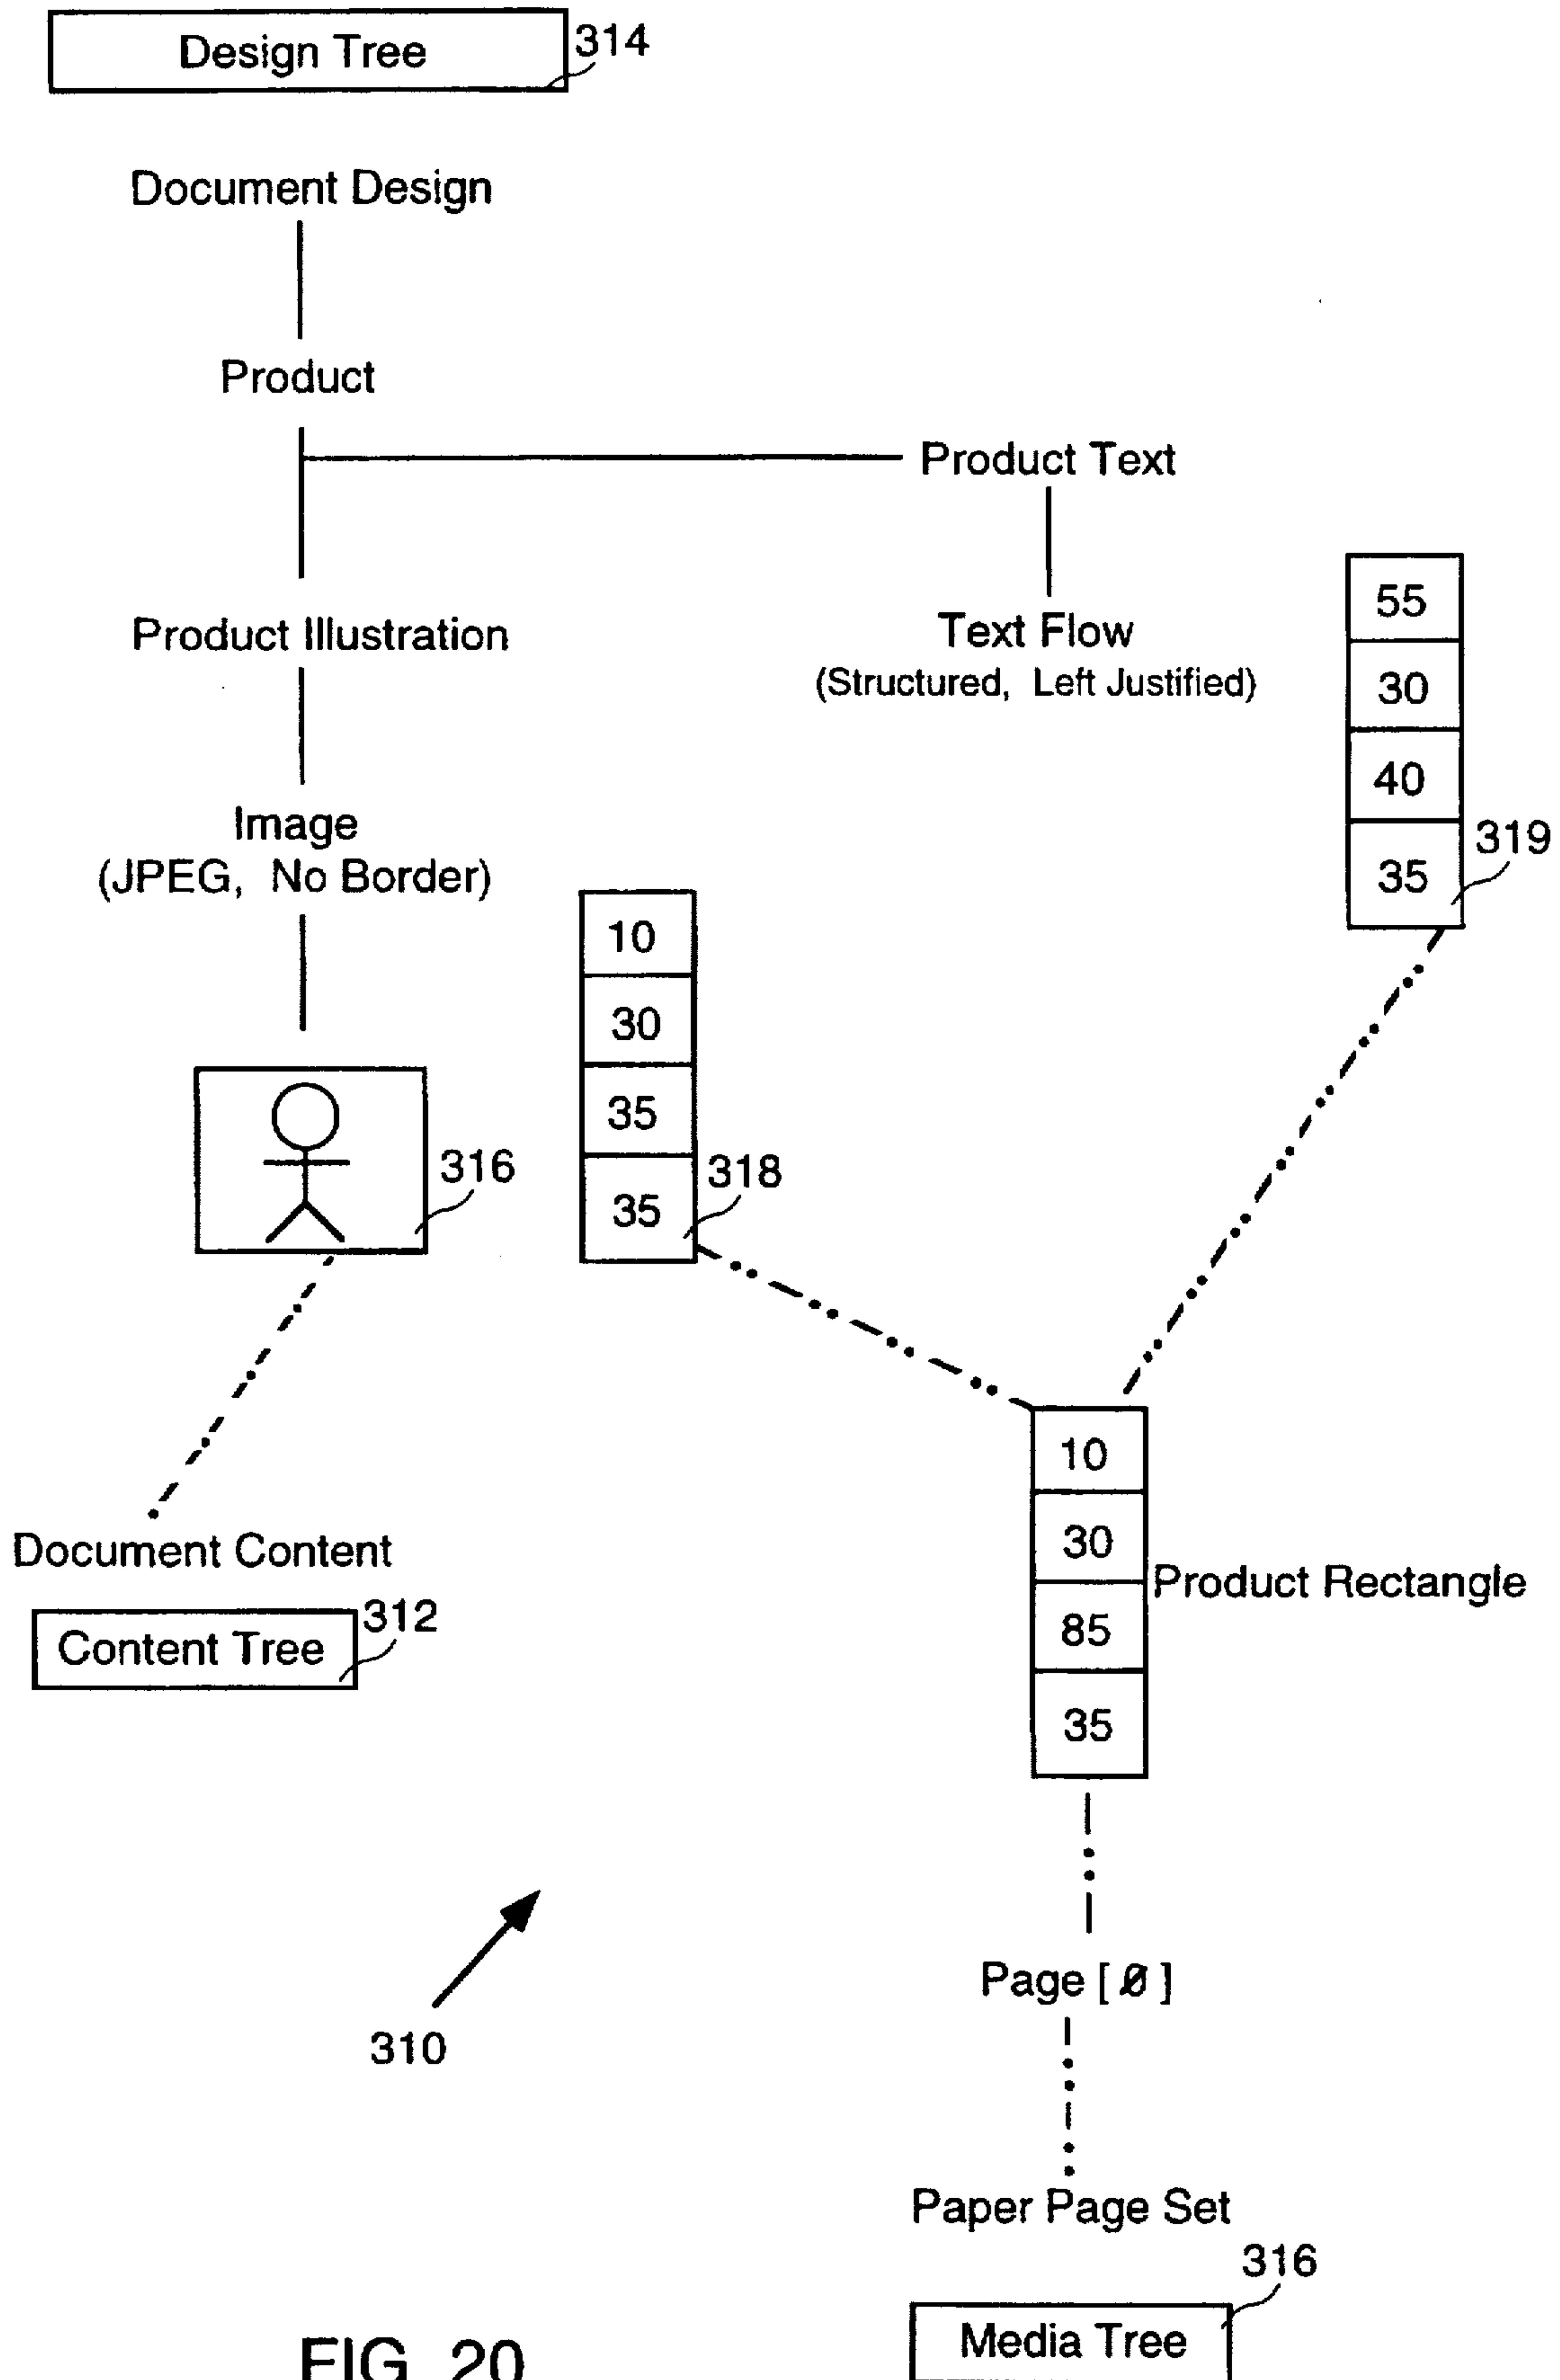 Design Tree
314
Document Design
Product
Product Text
Product Illustration
Text Flow
(Structured, Left Justified)
55
30
40
35
319
Image
(JPEG, No Border)
10
30
35
35
318
316
Document Content
Content Tree
312
10
30
85
35
Product Rectangle
310
Page [ 0 ]
Paper Page Set
316
Media Tree
FIG. 20